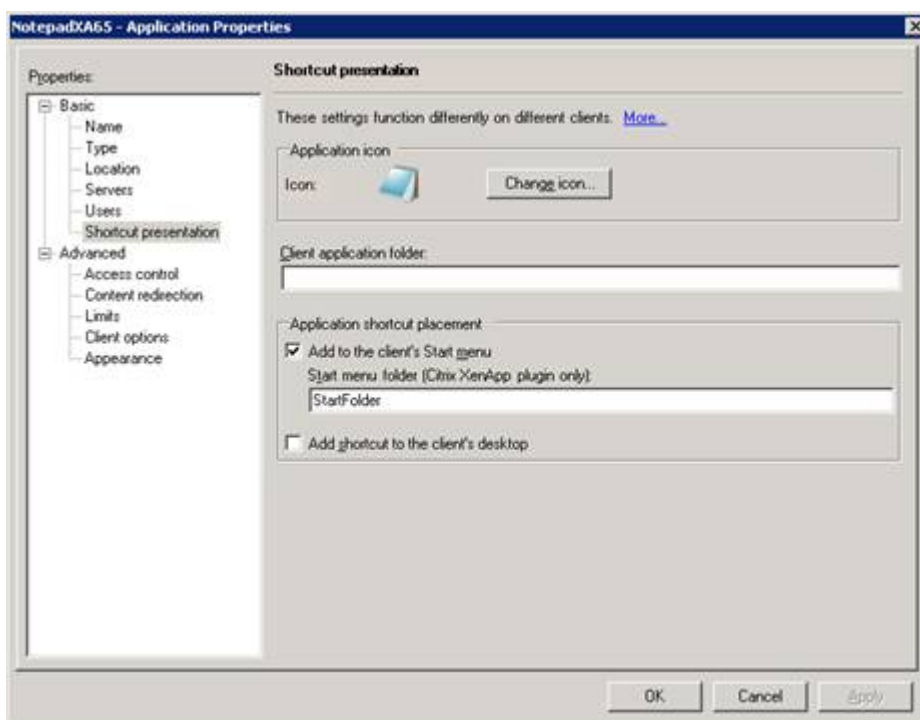 NotepadXA65 - Application Properties
Properties:
Basic
Name
Type
Location
Servers
Users
Shortcut presentation
Advanced
Access control
Content redirection
Limits
Client options
Appearance
Shortcut presentation
These settings function differently on different clients. More...
Application icon
Icon: Change icon...
Client application folder:
Application shortcut placement
Add to the client's Start menu
Start menu folder (Citrix XenApp plugin only):
StartFolder
Add shortcut to the client's desktop
OK Cancel Apply